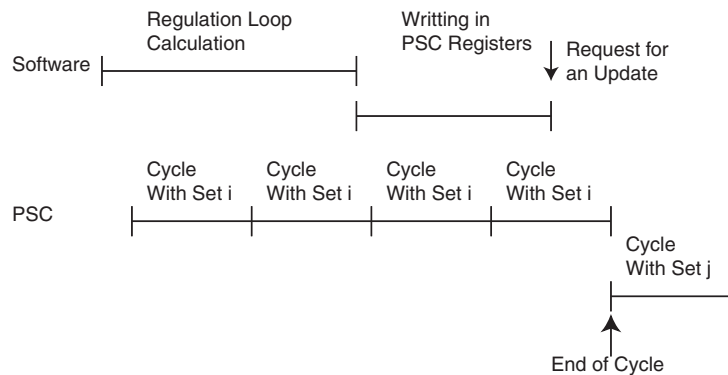 Regulation Loop
Calculation
Writting in
PSC Registers
Request for
an Update
Software
Cycle
With Set i
Cycle
With Set i
Cycle
With Set i
Cycle
With Set i
PSC
Cycle
With Set j
End of Cycle